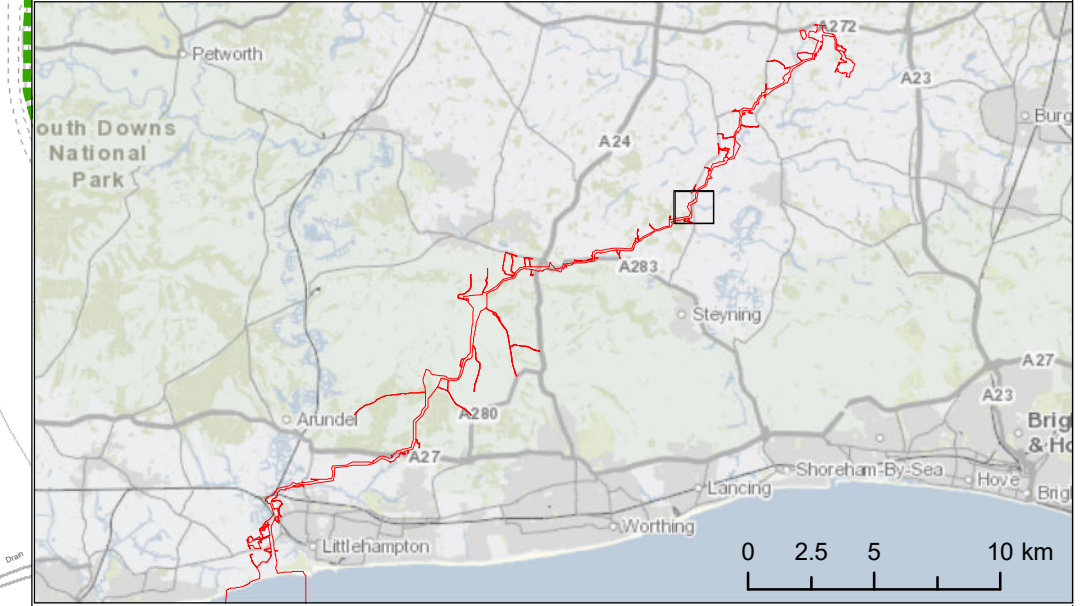 A272
Petworth
A23
Burg
outh Downs
National
Park
A24
A283
Steyning
A27
A23
Arundel
A280
Brig
& Ho
A27
Shoreham-By-Sea
Hove
Lancing
Brig
Worthing
Littlehampton
Drain
0 2.5 5 10 km